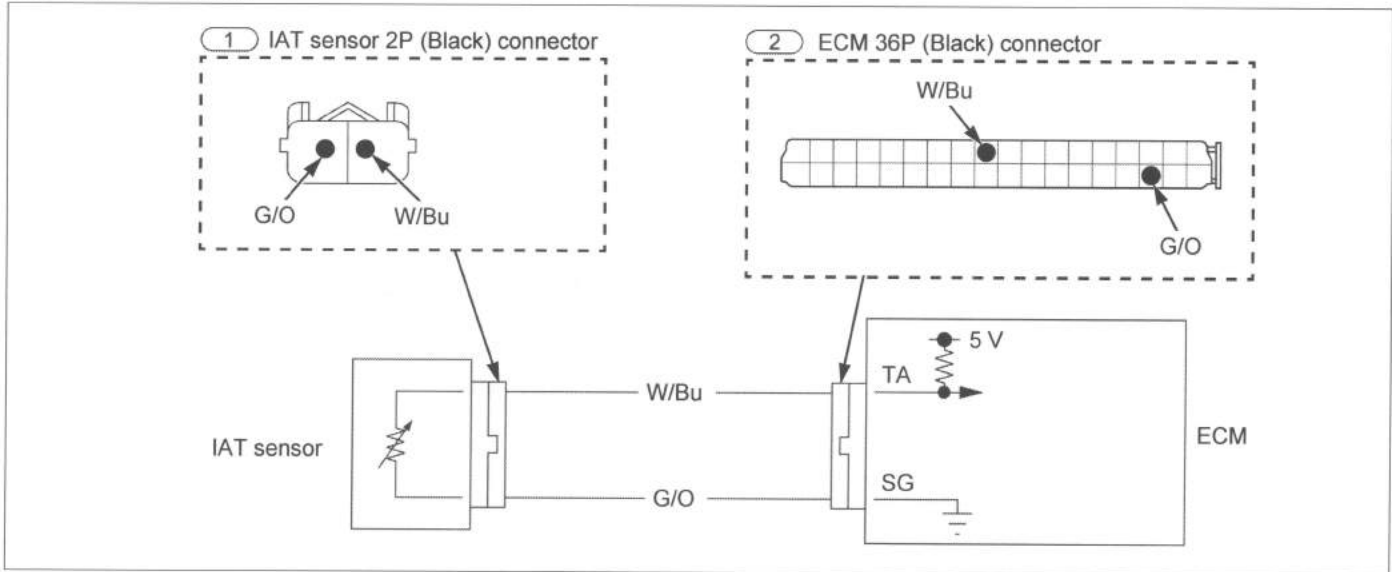 1 IAT sensor 2P (Black) connector
G/O
W/Bu
2 ECM 36P (Black) connector
W/Bu
G/O
IAT sensor
W/Bu
G/O
TA
5 V
SG
ECM